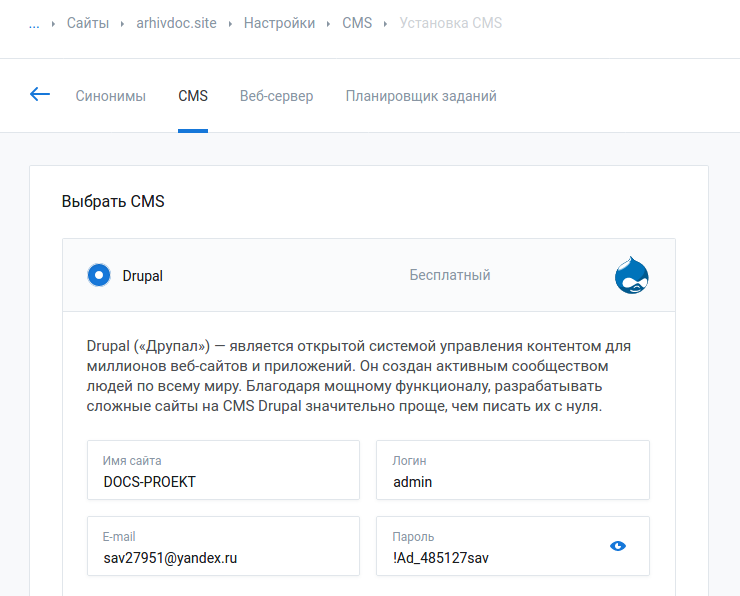 ... Сайты arhivdoc.site Настройки CMS Установка CMS
Синонимы CMS Веб-сервер Планировщик заданий
Выбрать CMS
Drupal Бесплатный
Drupal («Друпал») — является открытой системой управления контентом для
миллионов веб-сайтов и приложений. Он создан активным сообществом
людей по всему миру. Благодаря мощному функционалу, разрабатывать
сложные сайты на CMS Drupal значительно проще, чем писать их с нуля.
Имя сайта Логин
DOCS-PROEKT admin
E-mail Пароль
sav27951@yandex.ru !Ad_485127sav